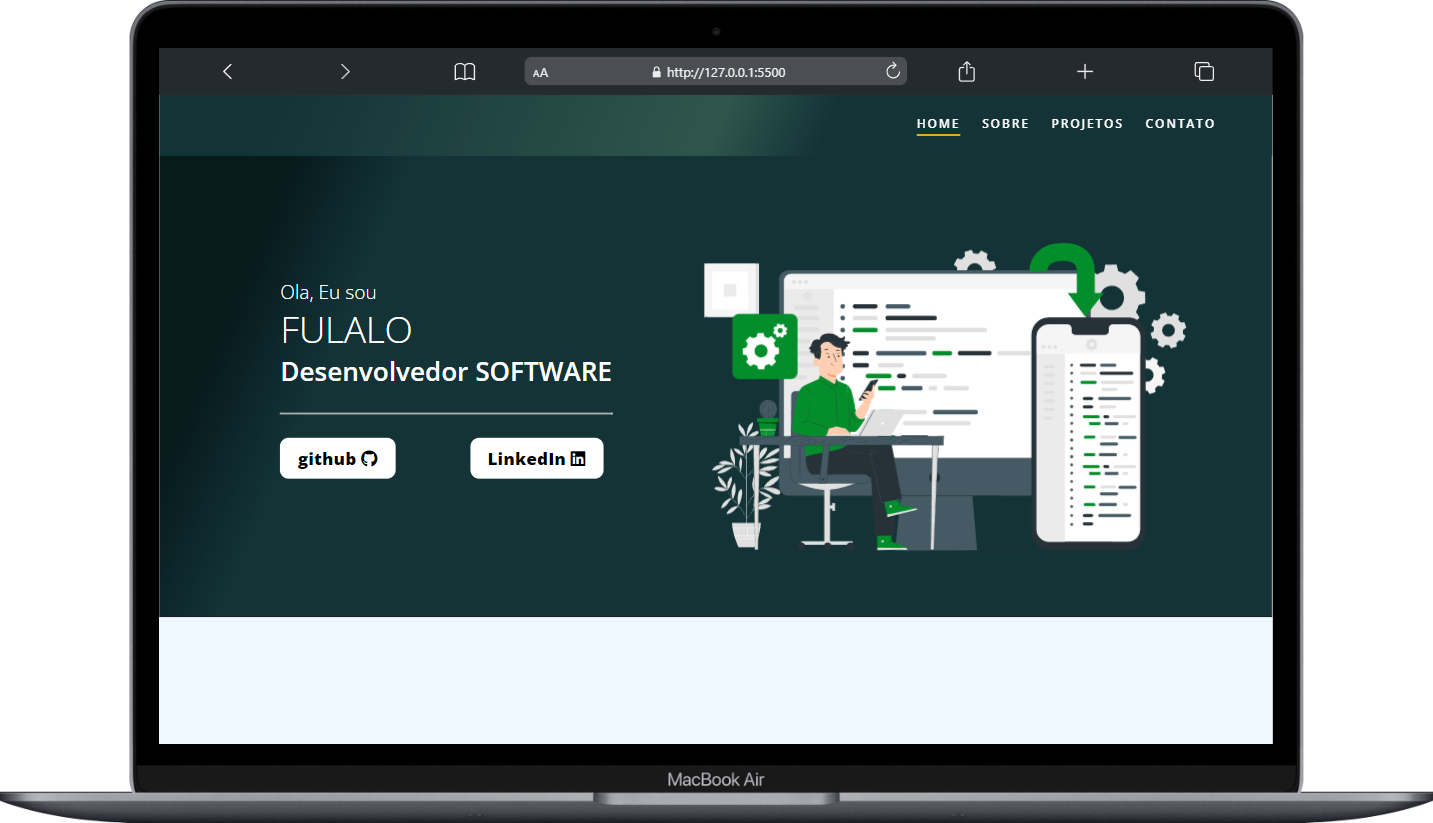 AA http://127.0.0.1:5500
HOME SOBRE PROJETOS CONTATO
Ola, Eu sou
FULALO
Desenvolvedor SOFTWARE
github LinkedIn in
MacBook Air